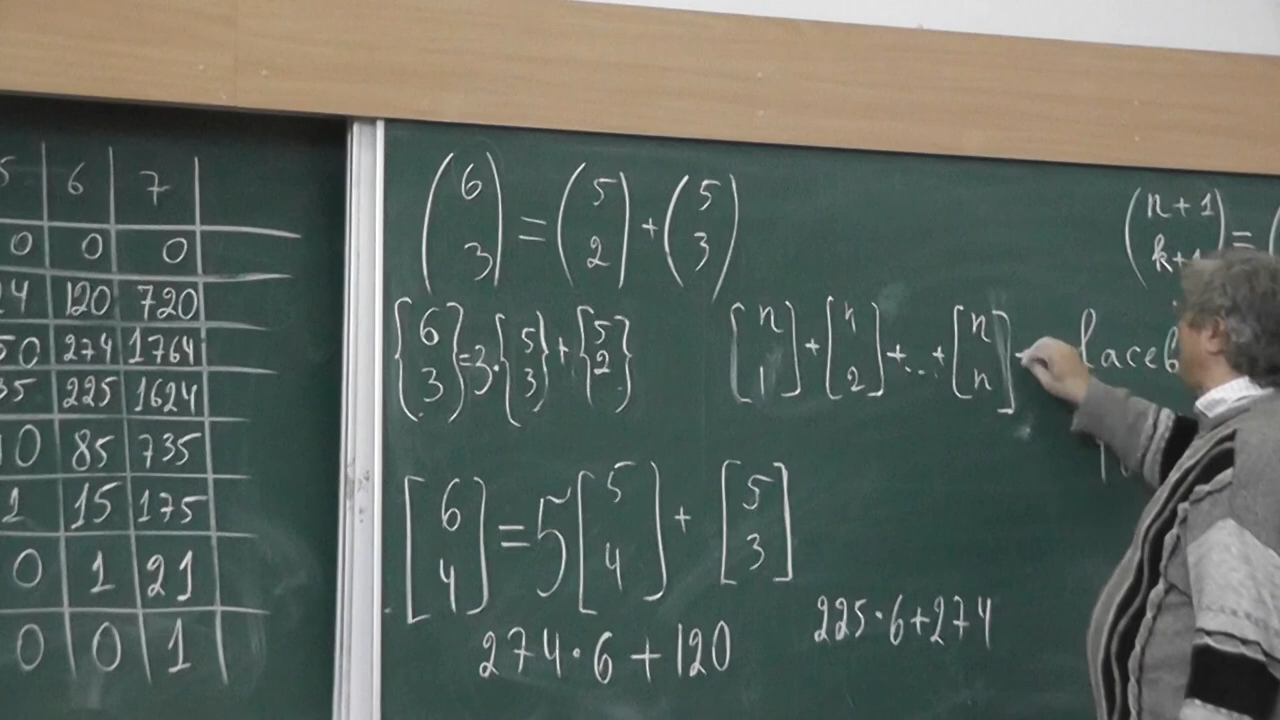 6 7
0 0 0
120 720
274 1764
225 1624
85 735
1 15 175
0 1 21
0 0 1
(6 3) = (5 2) + (5 3)
{6 3} = 3·{5 3} + {5 2}
[6 4] = 5[5 4] + [5 3]
274·6+120
[n 1] + [n 2] + ... + [n n]
225·6+274
(n+1 k+1) =